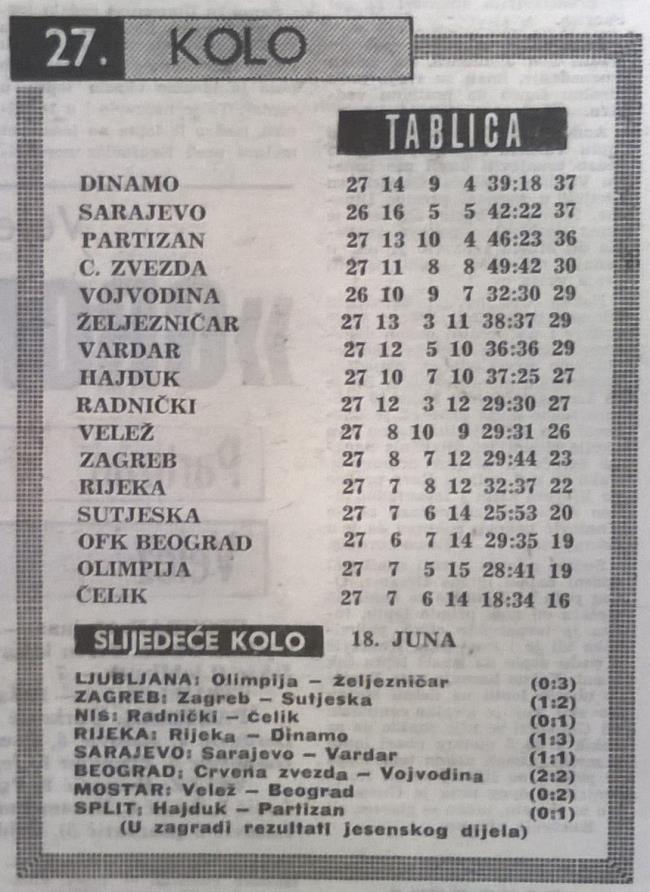 27. KOLO
TABLICA
DINAMO 27 14 9 4 39:18 37
SARAJEVO 26 16 5 5 42:22 37
PARTIZAN 27 13 10 4 46:23 36
C. ZVEZDA 27 11 8 8 49:42 30
VOJVODINA 26 10 9 7 32:30 29
ŽELJEZNIČAR 27 13 3 11 38:37 29
VARDAR 27 12 5 10 36:36 29
HAJDUK 27 10 7 10 37:25 27
RADNIČKI 27 12 3 12 29:30 27
VELEŽ 27 8 10 9 29:31 26
ZAGREB 27 8 7 12 29:44 23
RIJEKA 27 7 8 12 32:37 22
SUTJESKA 27 7 6 14 25:53 20
OFK BEOGRAD 27 6 7 14 29:35 19
OLIMPIJA 27 7 5 15 28:41 19
ČELIK 27 7 6 14 18:34 16
SLIJEDEĆE KOLO 18. JUNA
LJUBLJANA: Olimpija — Željezničar (0:3)
ZAGREB: Zagreb — Sutjeska (1:2)
NIŠ: Radnički — Čelik (0:1)
RIJEKA: Rijeka — Dinamo (1:3)
SARAJEVO: Sarajevo — Vardar (1:1)
BEOGRAD: Crvena zvezda — Vojvodina (2:2)
MOSTAR: Velež — Beograd (0:2)
SPLIT: Hajduk — Partizan (0:1)
(U zagradi rezultati jesenskog dijela)